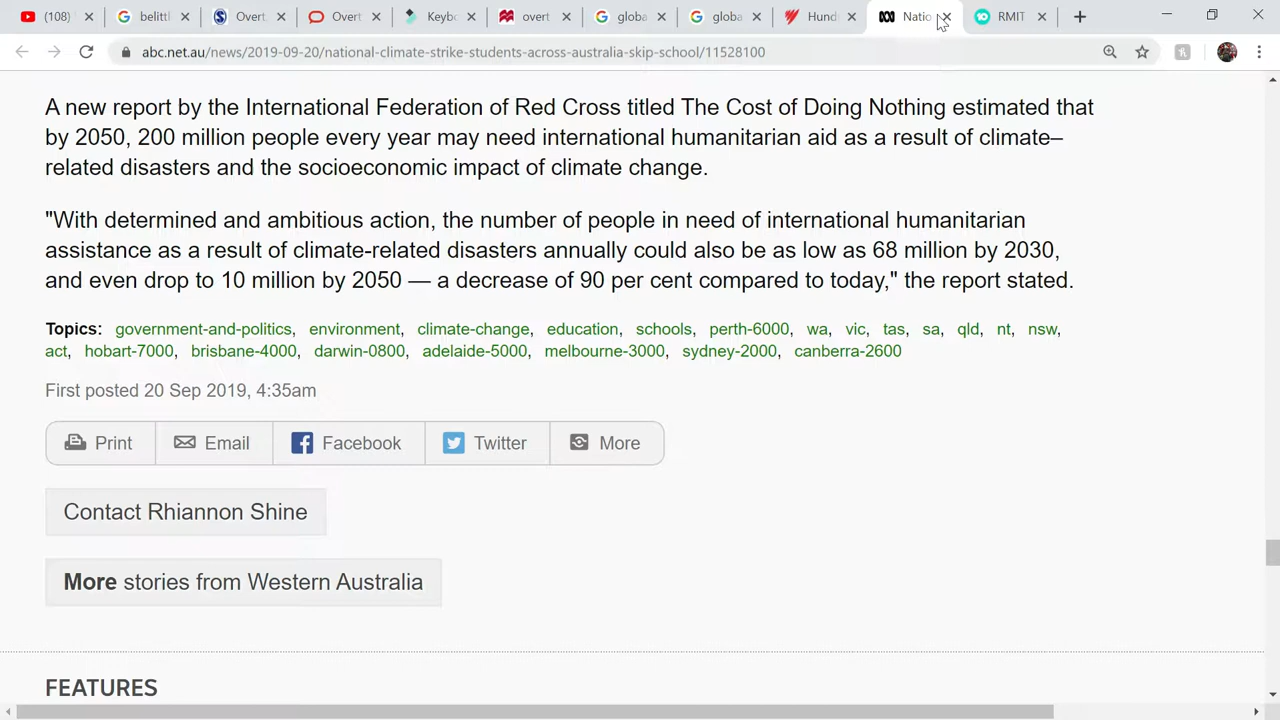 (108)
belittl
Overt
Overt
Keyb
overt
globa
globa
Hund
Natio
RMIT
abc.net.au/news/2019-09-20/national-climate-strike-students-across-australia-skip-school/11528100
A new report by the International Federation of Red Cross titled The Cost of Doing Nothing estimated that
by 2050, 200 million people every year may need international humanitarian aid as a result of climate–
related disasters and the socioeconomic impact of climate change.
"With determined and ambitious action, the number of people in need of international humanitarian
assistance as a result of climate-related disasters annually could also be as low as 68 million by 2030,
and even drop to 10 million by 2050 — a decrease of 90 per cent compared to today," the report stated.
Topics: government-and-politics, environment, climate-change, education, schools, perth-6000, wa, vic, tas, sa, qld, nt, nsw,
act, hobart-7000, brisbane-4000, darwin-0800, adelaide-5000, melbourne-3000, sydney-2000, canberra-2600
First posted 20 Sep 2019, 4:35am
Print Email Facebook Twitter More
Contact Rhiannon Shine
More stories from Western Australia
FEATURES